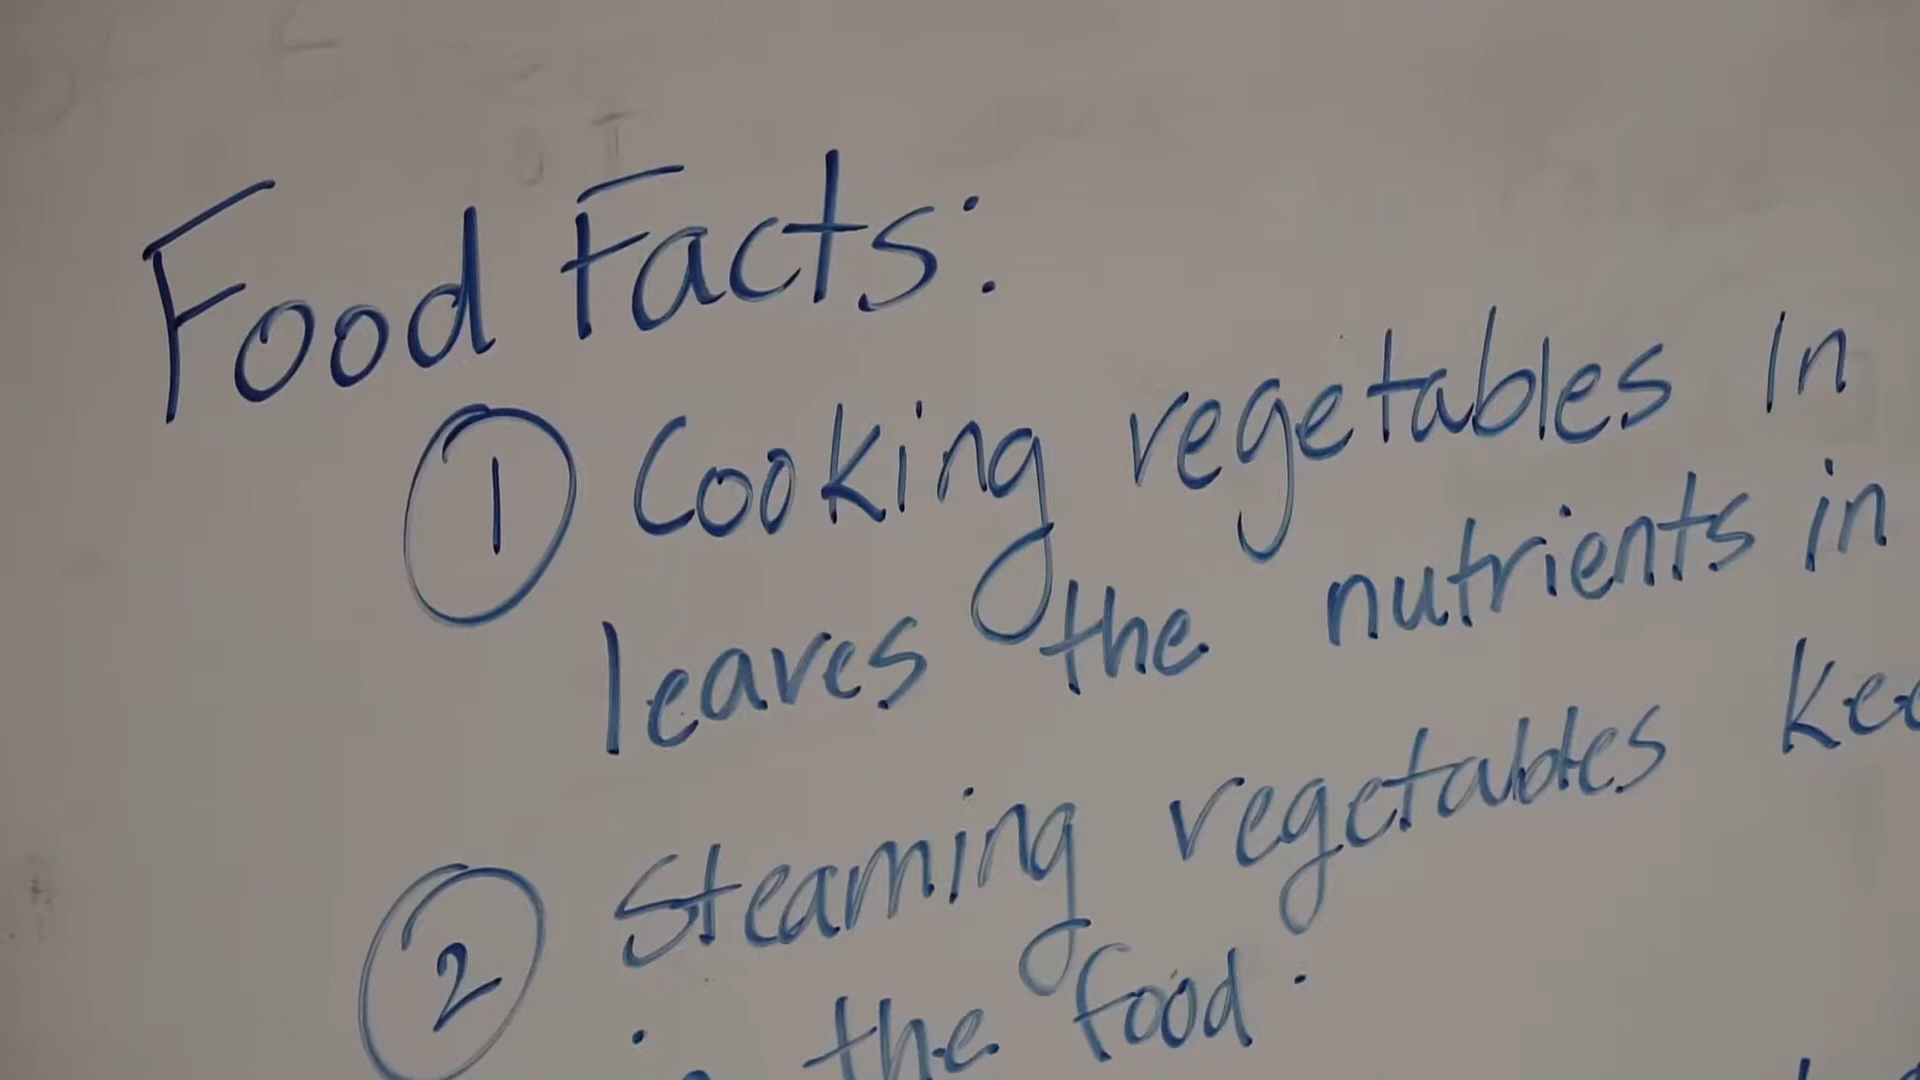 Food Facts:
① Cooking vegetables in
leaves the nutrients in
② Steaming vegetables
the food.